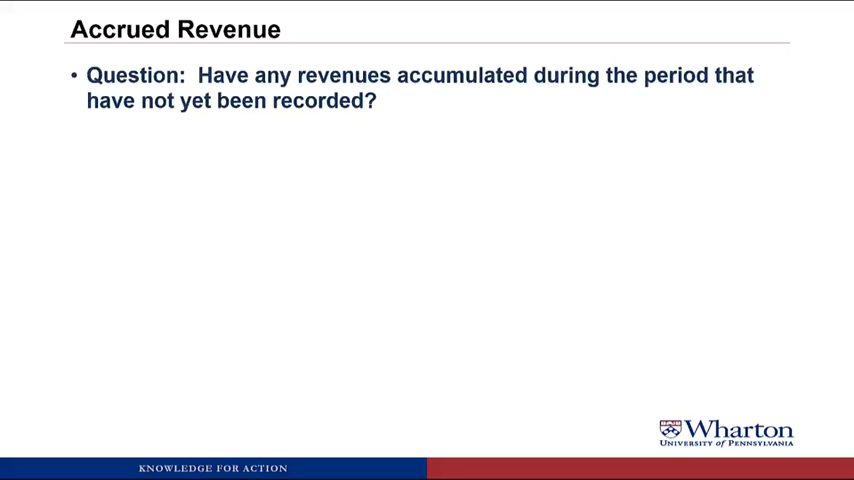 Accrued Revenue
• Question:  Have any revenues accumulated during the period that
have not yet been recorded?
Wharton
UNIVERSITY of PENNSYLVANIA
KNOWLEDGE FOR ACTION